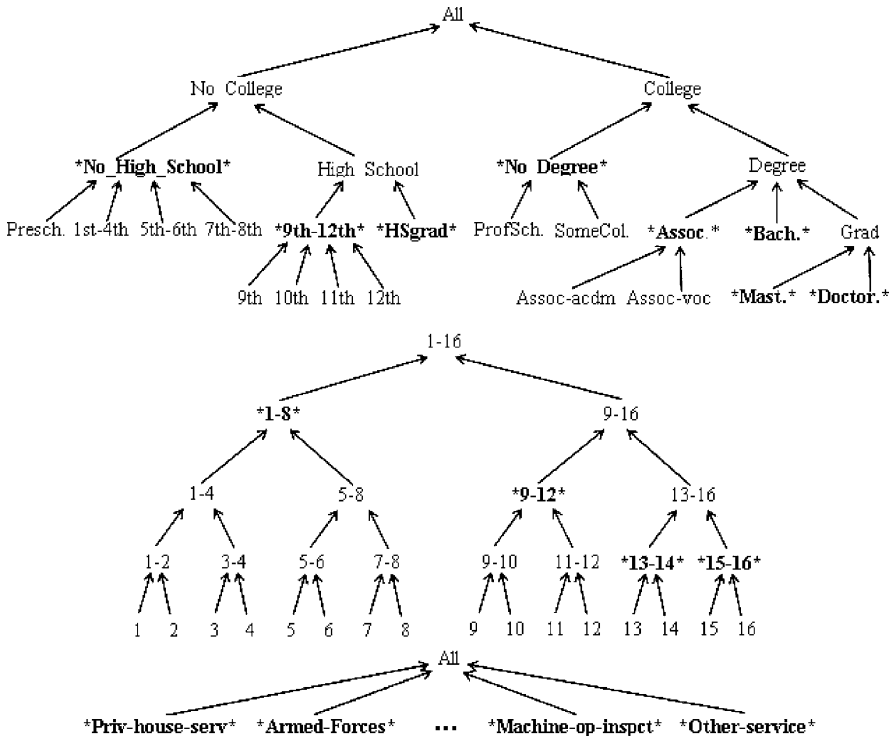 All
No College College
*No_High_School* High School *No Degree* Degree
Presch. 1st-4th 5th-6th 7th-8th *9th-12th* *HSgrad* ProfSch. SomeCol. *Assoc.* *Bach.* Grad
9th 10th 11th 12th Assoc-acdm Assoc-voc *Mast.* *Doctor.*
1-16
*1-8* 9-16
1-4 5-8 *9-12* 13-16
1-2 3-4 5-6 7-8 9-10 11-12 *13-14* *15-16*
1 2 3 4 5 6 7 8 9 10 11 12 13 14 15 16
All
*Priv-house-serv* *Armed-Forces* ... *Machine-op-inspct* *Other-service*